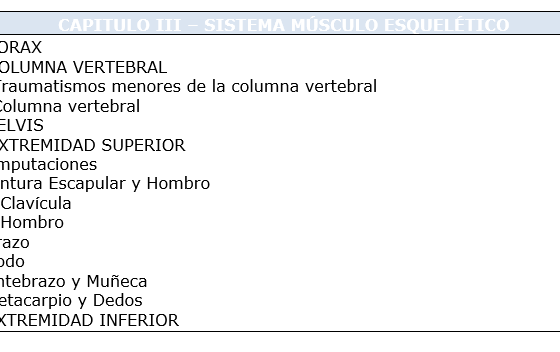 CAPITULO III – SISTEMA MÚSCULO ESQUELÉTICO
ORAX
OLUMNA VERTEBRAL
Traumatismos menores de la columna vertebral
Columna vertebral
ELVIS
XTREMIDAD SUPERIOR
mputaciones
ntura Escapular y Hombro
Clavícula
Hombro
razo
odo
ntebrazo y Muñeca
etacarpio y Dedos
XTREMIDAD INFERIOR